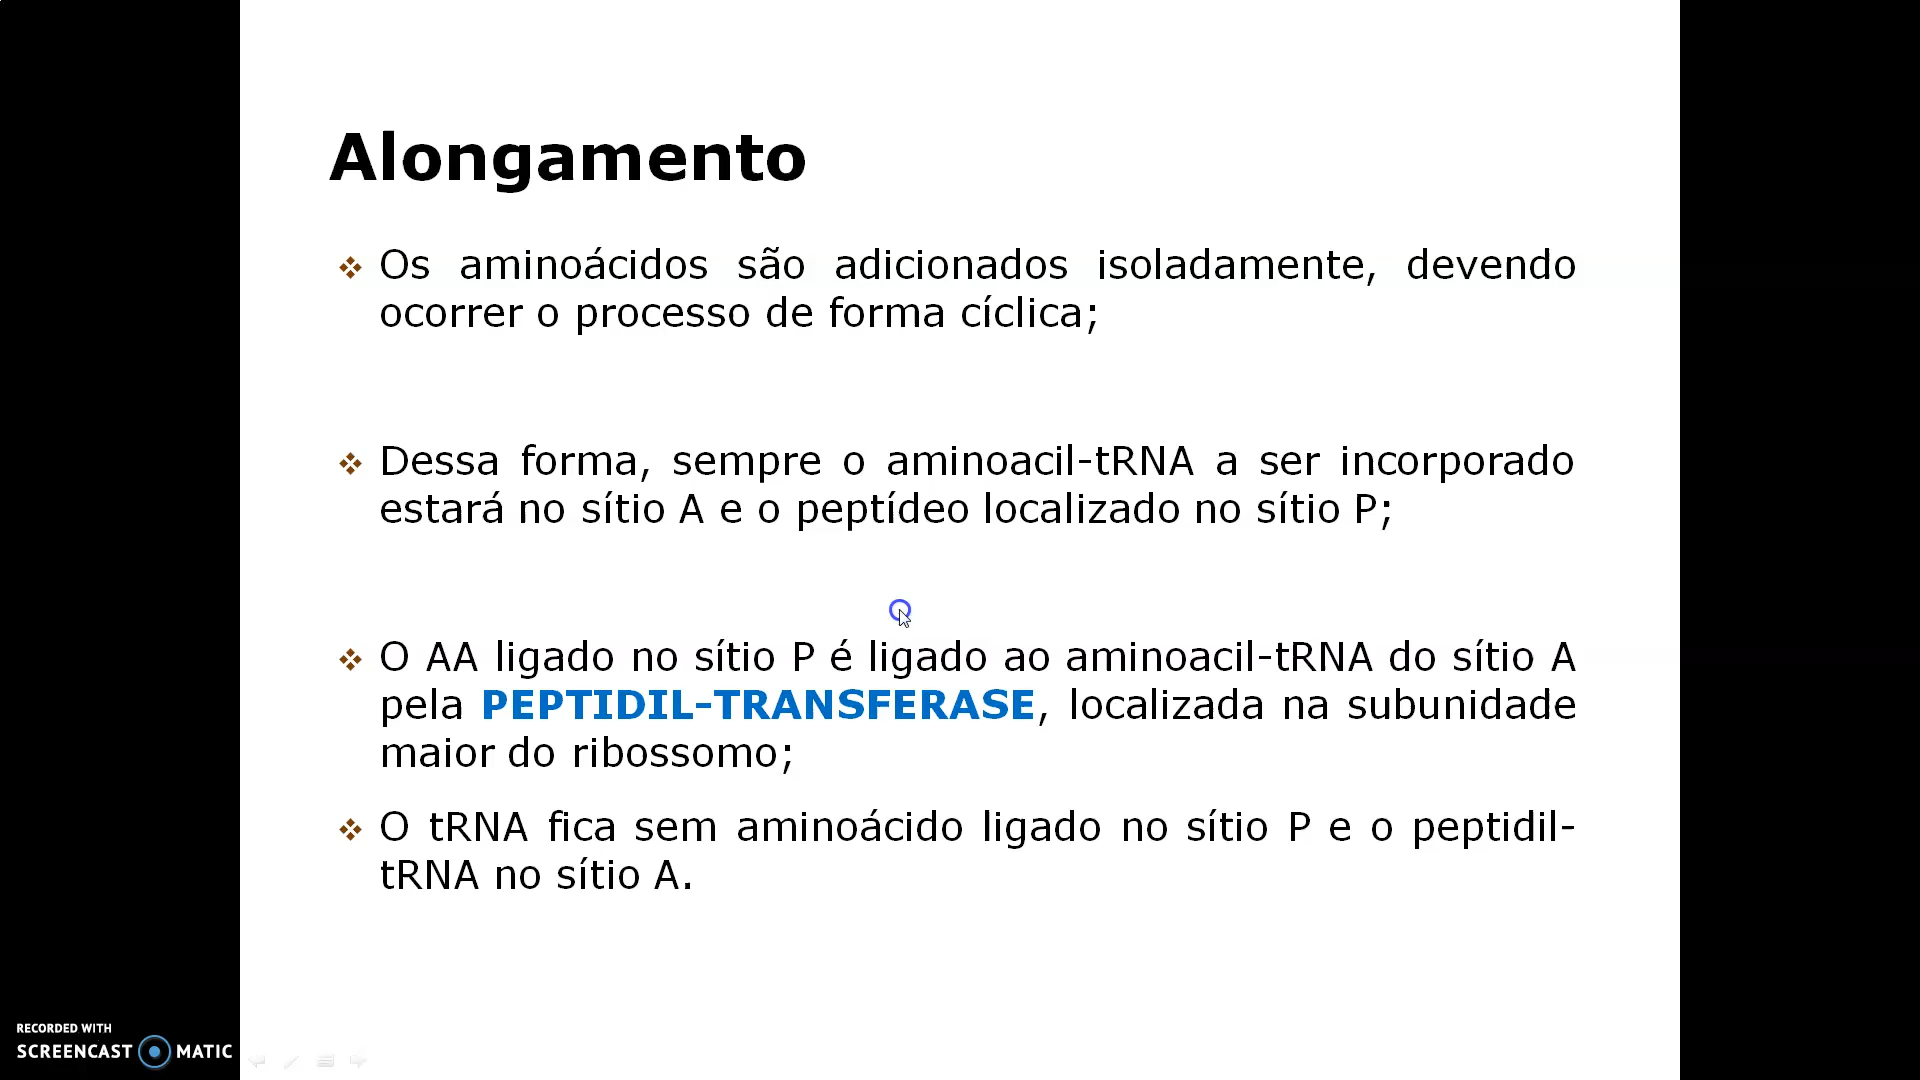 Alongamento
Os aminoácidos são adicionados isoladamente, devendo
ocorrer o processo de forma cíclica;
Dessa forma, sempre o aminoacil-tRNA a ser incorporado
estará no sítio A e o peptídeo localizado no sítio P;
O AA ligado no sítio P é ligado ao aminoacil-tRNA do sítio A
pela PEPTIDIL-TRANSFERASE, localizada na subunidade
maior do ribossomo;
O tRNA fica sem aminoácido ligado no sítio P e o peptidil-
tRNA no sítio A.
RECORDED WITH
SCREENCAST MATIC